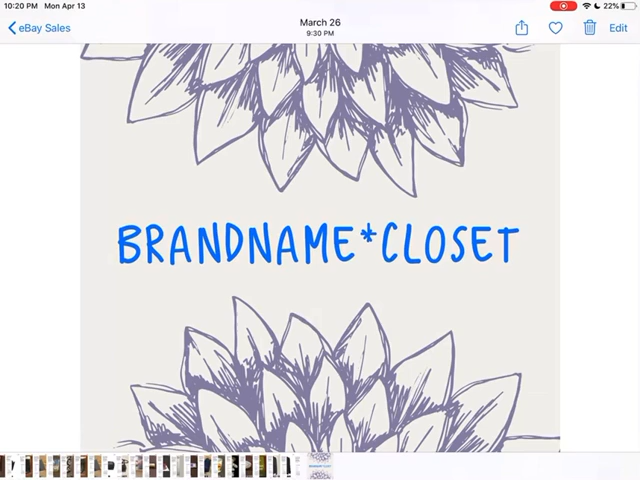 10:20 PM Mon Apr 13
22%
eBay Sales
March 26
9:30 PM
Edit
BRANDNAME*CLOSET